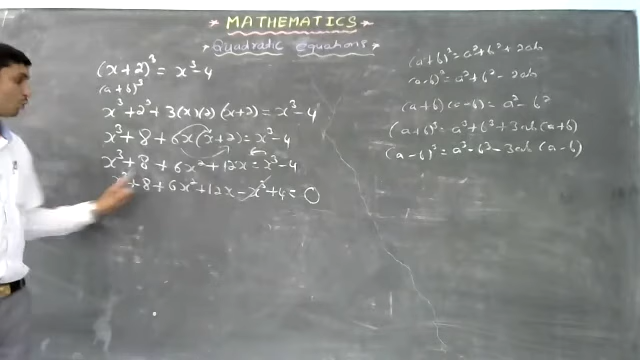 * MATHEMATICS *
* Quadratic Equations *
(x+2)³ = x³-4
(a+b)³
x³+2³+3(x)(2)(x+2) = x³-4
x³+8+6x(x+2) = x³-4
x³+8+6x²+12x = x³-4
x³+8+6x²+12x-x³+4 = 0
(a+b)² = a²+b²+2ab
(a-b)² = a²+b²-2ab
(a+b)(a-b) = a²-b²
(a+b)³ = a³+b³+3ab(a+b)
(a-b)³ = a³-b³-3ab(a-b)